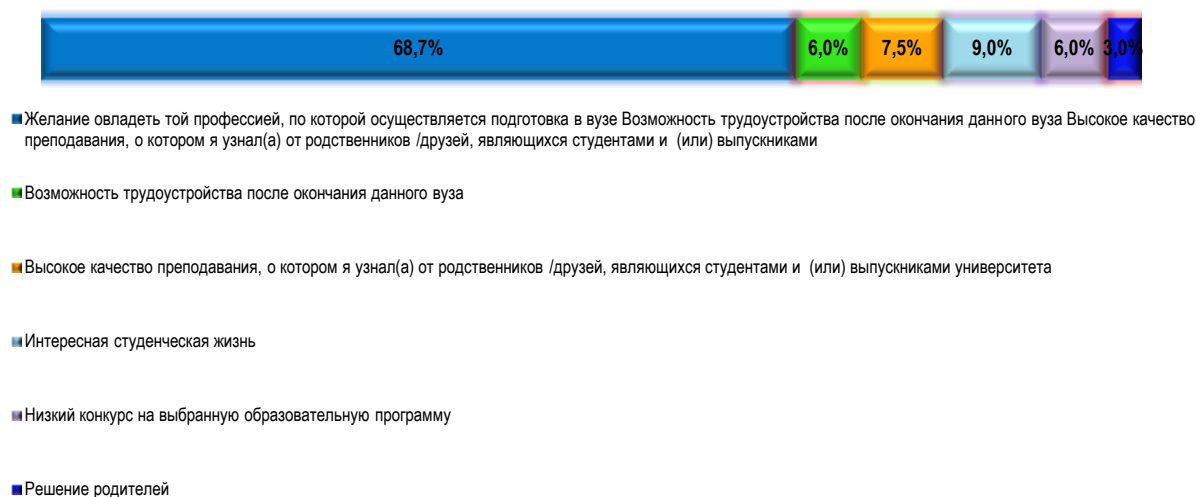 68,7% 6,0% 7,5% 9,0% 6,0% 3,0%
Желание овладеть той профессией, по которой осуществляется подготовка в вузе Возможность трудоустройства после окончания данного вуза Высокое качество
преподавания, о котором я узнал(а) от родственников /друзей, являющихся студентами и (или) выпускниками
Возможность трудоустройства после окончания данного вуза
Высокое качество преподавания, о котором я узнал(а) от родственников /друзей, являющихся студентами и (или) выпускниками университета
Интересная студенческая жизнь
Низкий конкурс на выбранную образовательную программу
Решение родителей